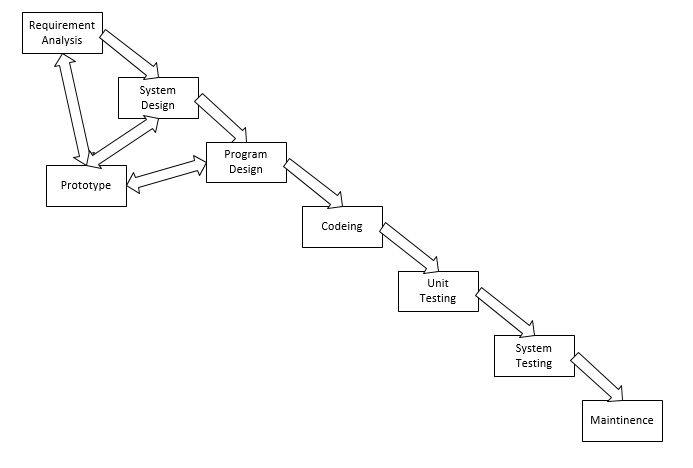 Requirement
Analysis
System
Design
Program
Design
Prototype
Codeing
Unit
Testing
System
Testing
Maintinence